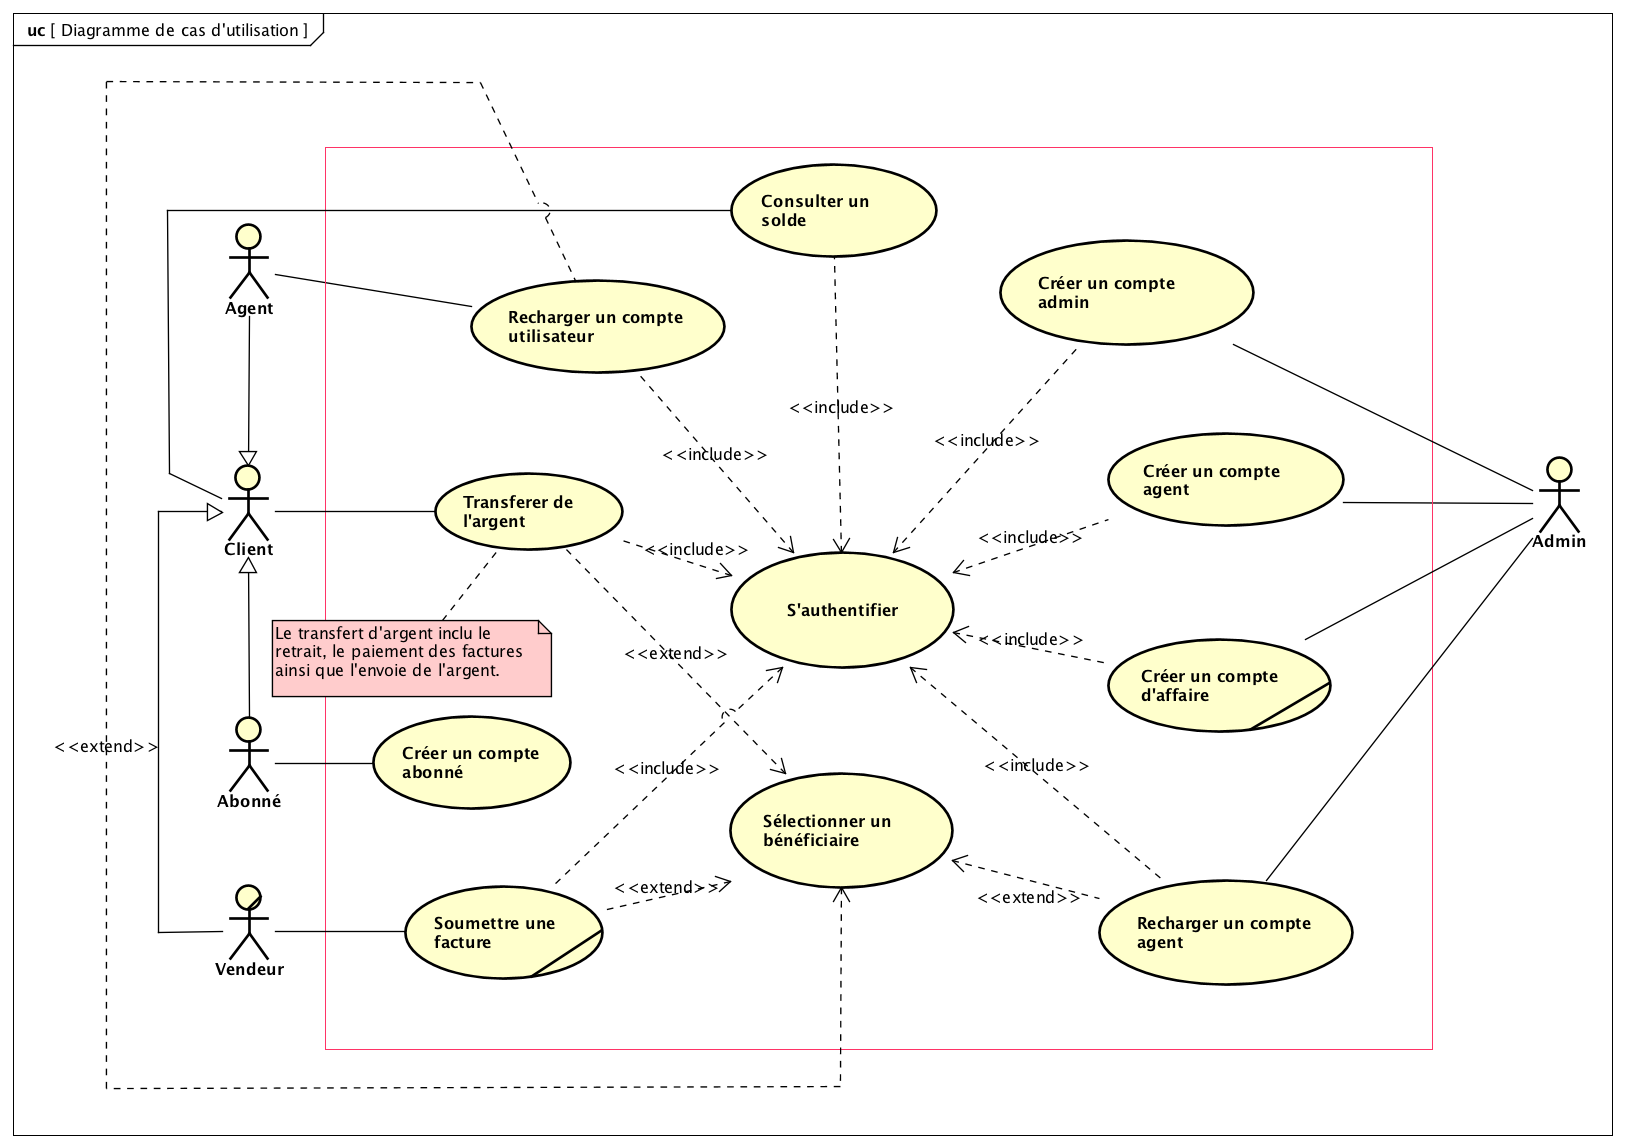 uc [ Diagramme de cas d'utilisation ]
Consulter un
solde
Agent
Recharger un compte
utilisateur
Créer un compte
admin
<<include>>
<<include>>
<<include>>
Client
Transferer de
l'argent
Créer un compte
agent
Admin
<<include>>
<<include>>
S'authentifier
Le transfert d'argent inclu le
retrait, le paiement des factures
ainsi que l'envoie de l'argent.
<<extend>>
<<include>>
Créer un compte
d'affaire
<<extend>>
Abonné
Créer un compte
abonné
<<include>>
<<include>>
Sélectionner un
bénéficiaire
Vendeur
Soumettre une
facture
<<extend>>
<<extend>>
Recharger un compte
agent